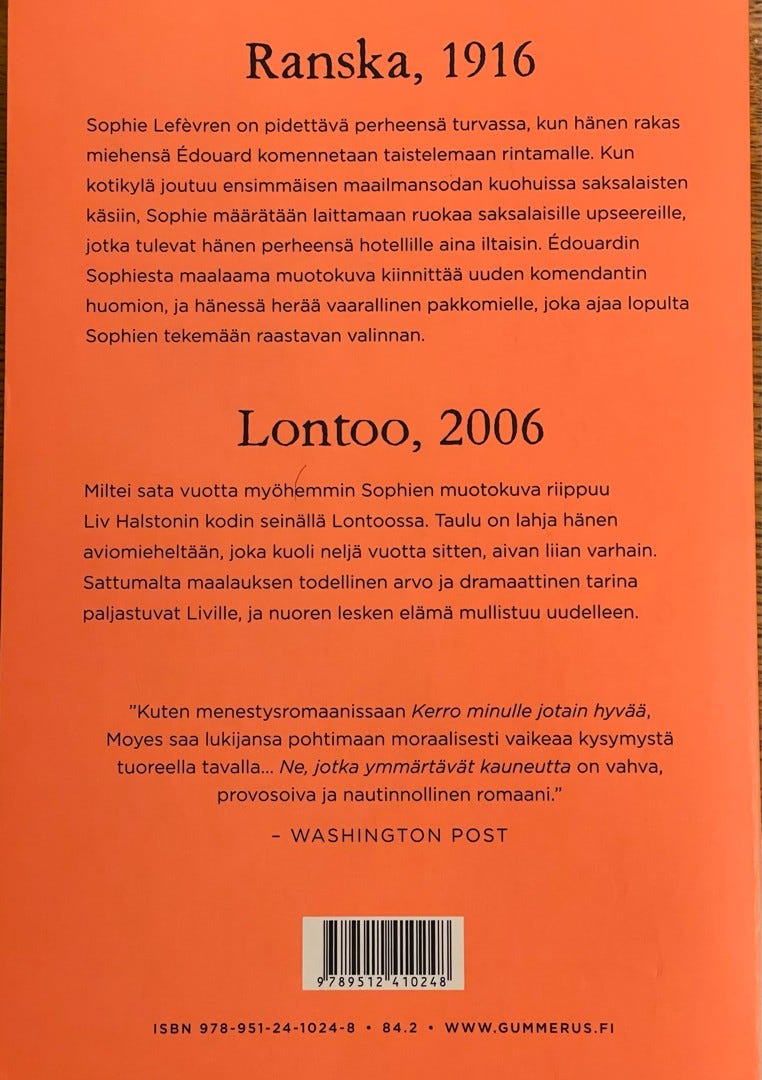 Ranska, 1916
Sophie Lefèvren on pidettävä perheensä turvassa, kun hänen rakas
miehensä Édouard komennetaan taistelemaan rintamalle. Kun
kotikylä joutuu ensimmäisen maailmansodan kuohuissa saksalaisten
käsiin, Sophie määrätään laittamaan ruokaa saksalaisille upseereille,
jotka tulevat hänen perheensä hotellille aina iltaisin. Édouardin
Sophiesta maalaama muotokuva kiinnittää uuden komendantin
huomion, ja hänessä herää vaarallinen pakkomielle, joka ajaa lopulta
Sophien tekemään raastavan valinnan.
Lontoo, 2006
Miltei sata vuotta myöhemmin Sophien muotokuva riippuu
Liv Halstonin kodin seinällä Lontoossa. Taulu on lahja hänen
aviomieheltään, joka kuoli neljä vuotta sitten, aivan liian varhain.
Sattumalta maalauksen todellinen arvo ja dramaattinen tarina
paljastuvat Liville, ja nuoren lesken elämä mullistuu uudelleen.
”Kuten menestysromaanissaan Kerro minulle jotain hyvää,
Moyes saa lukijansa pohtimaan moraalisesti vaikeaa kysymystä
tuoreella tavalla... Ne, jotka ymmärtävät kauneutta on vahva,
provosoiva ja nautinnollinen romaani.”
– WASHINGTON POST
9 789512 410248
ISBN 978-951-24-1024-8 • 84.2 • WWW.GUMMERUS.FI